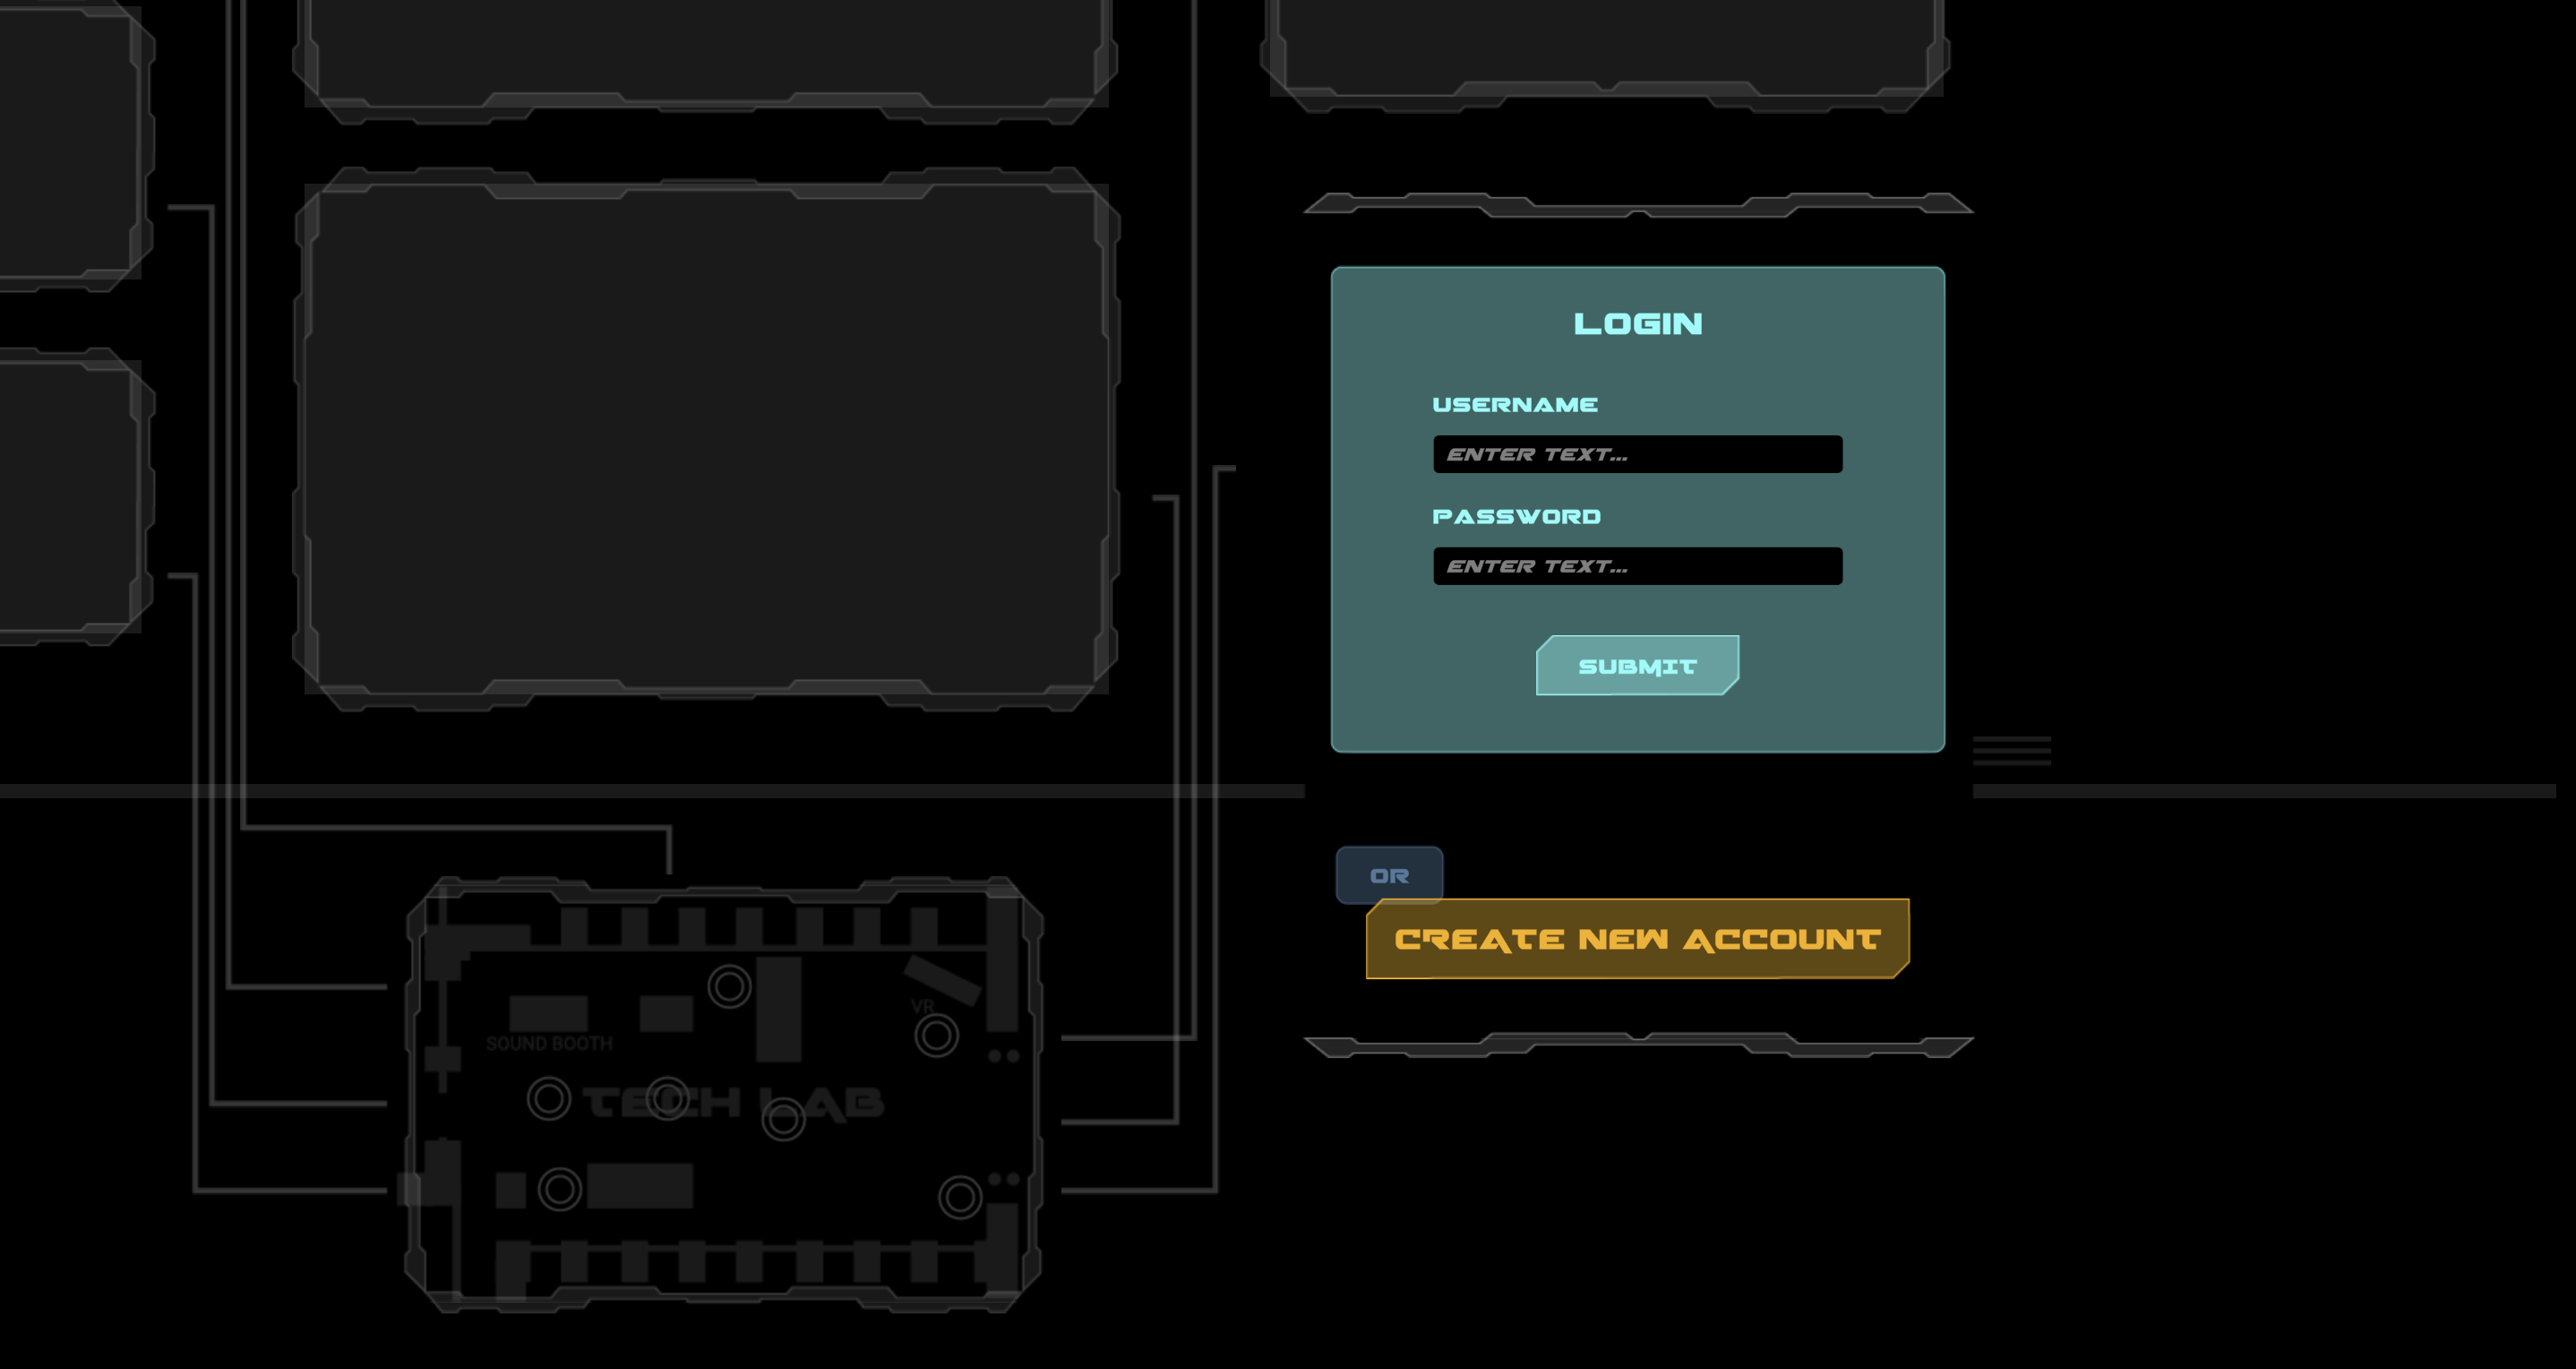 LOGIN
USERNAME
ENTER TEXT...
PASSWORD
ENTER TEXT...
SUBMIT
OR
CREATE NEW ACCOUNT
VR
SOUND BOOTH
TECH LAB